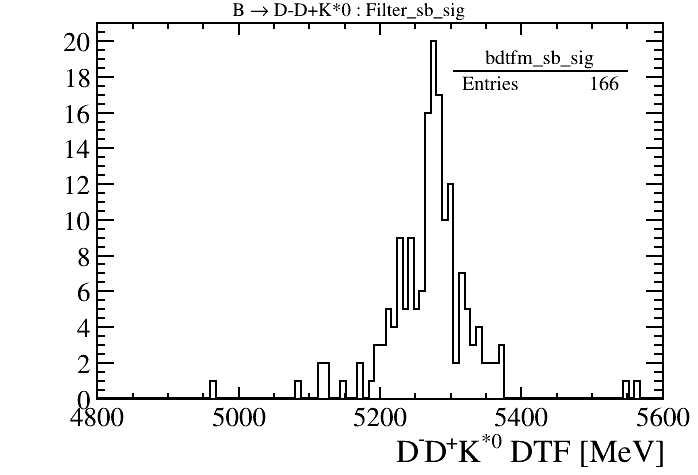 B → D-D+K*0 : Filter_sb_sig
bdtfm_sb_sig
Entries 166
20
18
16
14
12
10
8
6
4
2
0
4800 5000 5200 5400 5600
D⁻D⁺K*⁰ DTF [MeV]